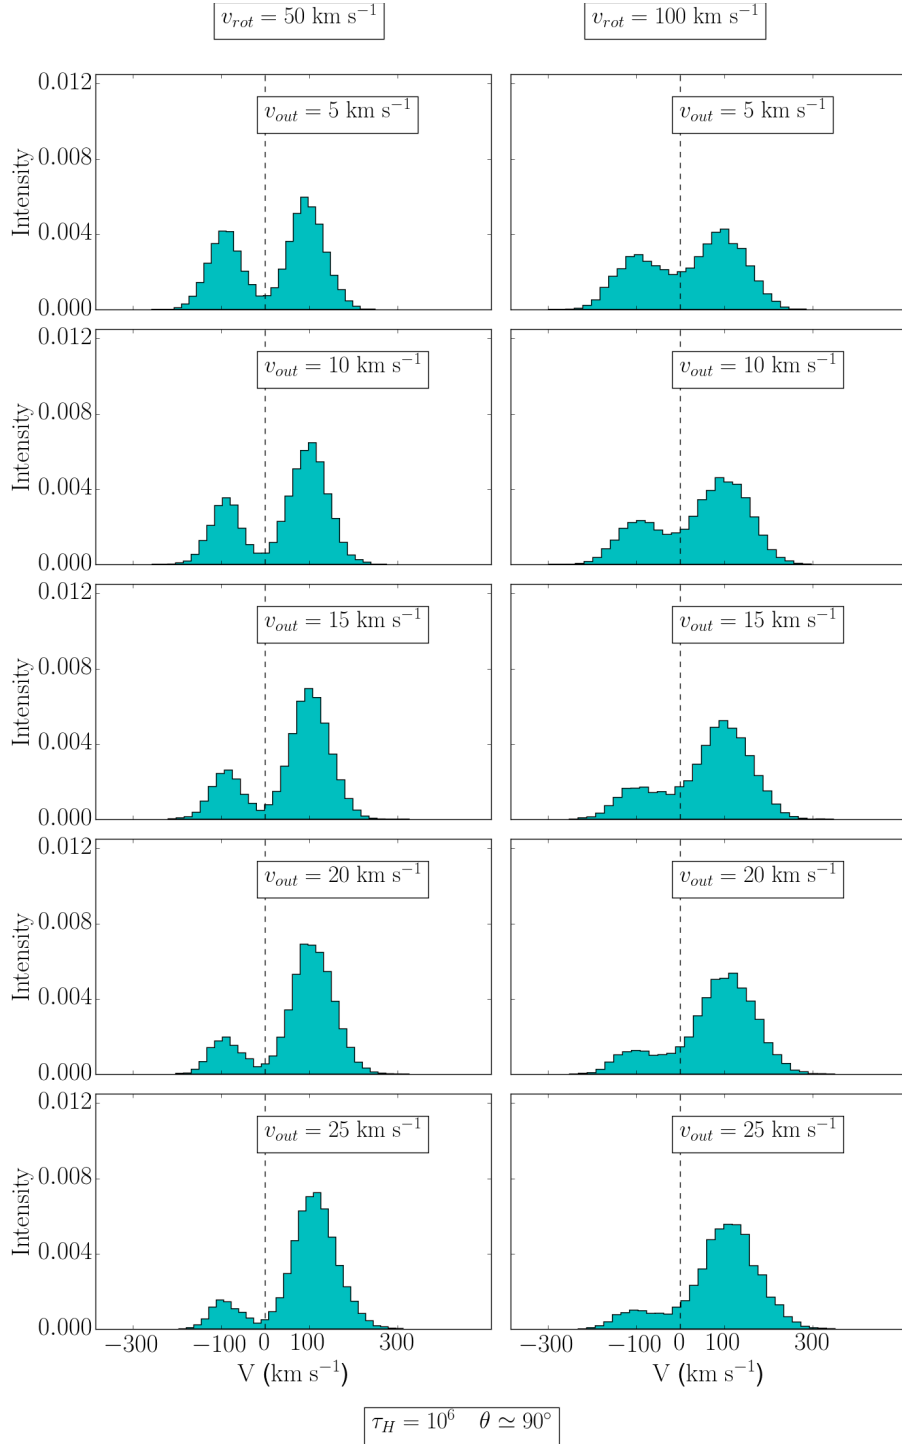 v_rot = 50 km s⁻¹
v_rot = 100 km s⁻¹
0.012
0.008
0.004
0.000
Intensity
v_out = 5 km s⁻¹
v_out = 5 km s⁻¹
0.012
0.008
0.004
0.000
Intensity
v_out = 10 km s⁻¹
v_out = 10 km s⁻¹
0.012
0.008
0.004
0.000
Intensity
v_out = 15 km s⁻¹
v_out = 15 km s⁻¹
0.012
0.008
0.004
0.000
Intensity
v_out = 20 km s⁻¹
v_out = 20 km s⁻¹
0.012
0.008
0.004
0.000
Intensity
v_out = 25 km s⁻¹
v_out = 25 km s⁻¹
−300 −100 0 100 300
−300 −100 0 100 300
V (km s⁻¹)
V (km s⁻¹)
τ_H = 10⁶ θ ≃ 90°